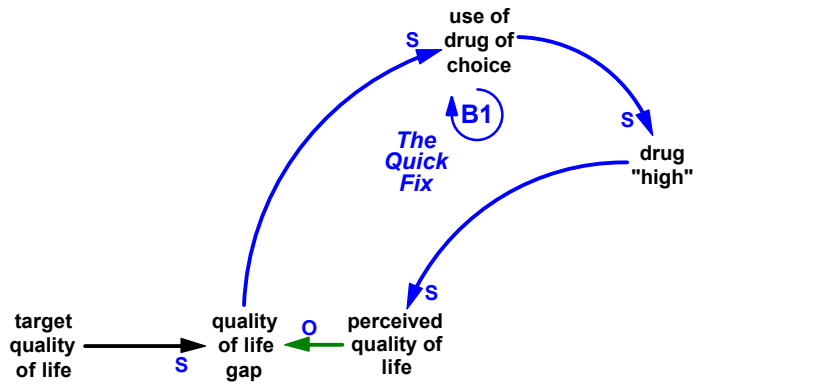 use of
drug of
choice
S
B1
The
Quick
Fix
S
drug
"high"
S
target
quality
of life
S
quality
of life
gap
O
perceived
quality of
life